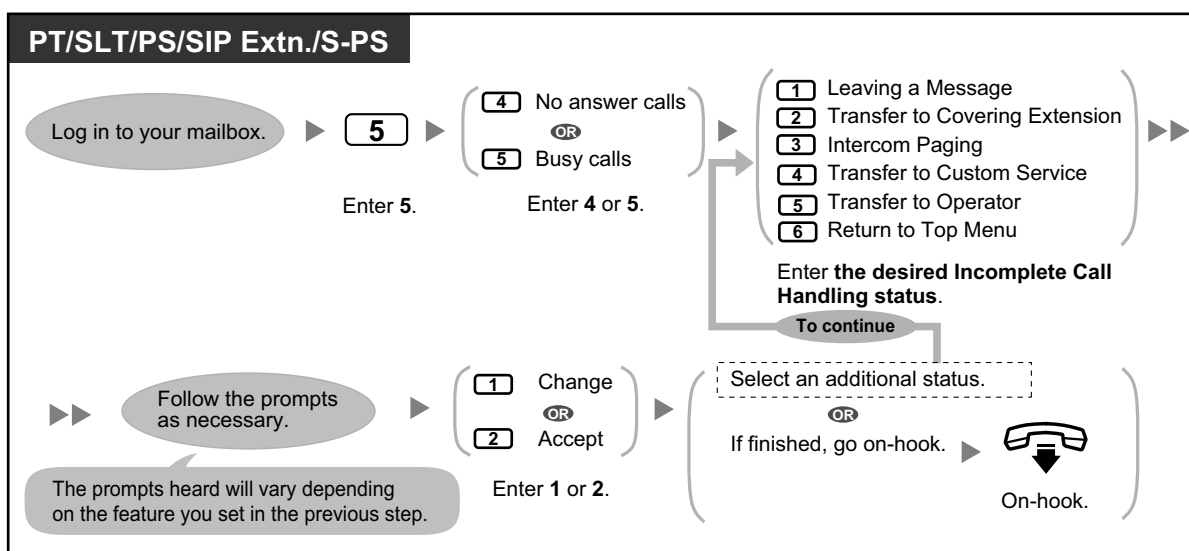 PT/SLT/PS/SIP Extn./S-PS
Log in to your mailbox.
5
Enter 5.
4 No answer calls
OR
5 Busy calls
Enter 4 or 5.
1 Leaving a Message
2 Transfer to Covering Extension
3 Intercom Paging
4 Transfer to Custom Service
5 Transfer to Operator
6 Return to Top Menu
Enter the desired Incomplete Call
Handling status.
To continue
Follow the prompts
as necessary.
The prompts heard will vary depending
on the feature you set in the previous step.
1 Change
OR
2 Accept
Enter 1 or 2.
Select an additional status.
OR
If finished, go on-hook.
On-hook.